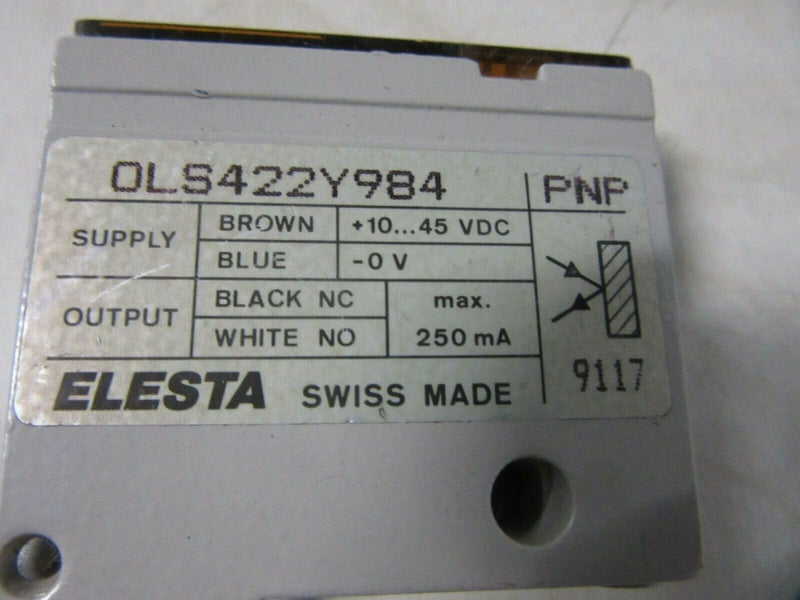 OLS422Y984 PNP
SUPPLY BROWN +10...45 VDC
BLUE -0 V
OUTPUT BLACK NC max.
WHITE NO 250 mA
ELESTA SWISS MADE 9117